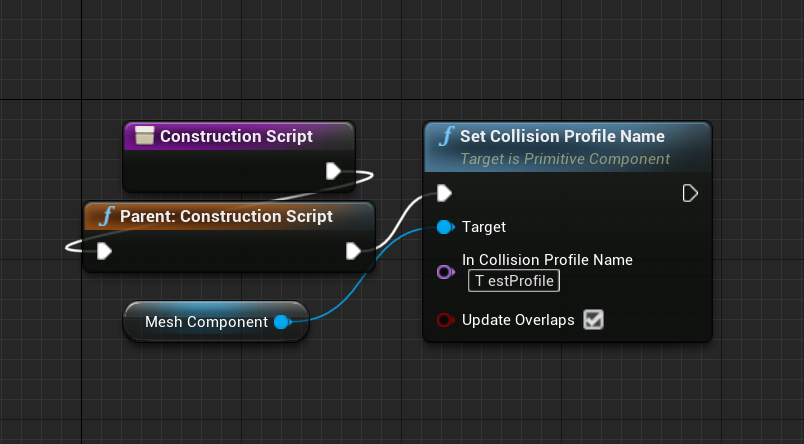 Construction Script
f Parent: Construction Script
Mesh Component
f Set Collision Profile Name
Target is Primitive Component
Target
In Collision Profile Name
T estProfile
Update Overlaps